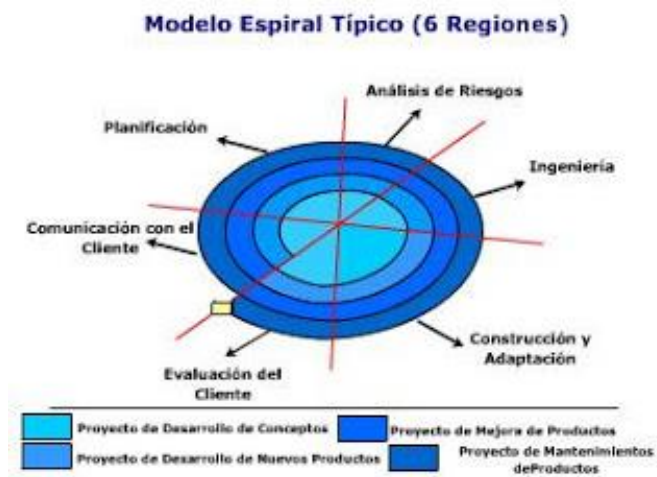 Modelo Espiral Típico (6 Regiones)
Análisis de Riesgos
Planificación
Ingeniería
Comunicación con el
Cliente
Construcción y
Adaptación
Evaluación del
Cliente
Proyecto de Desarrollo de Conceptos
Proyecto de Mejora de Productos
Proyecto de Desarrollo de Nuevos Productos
Proyecto de Mantenimientos
deProductos